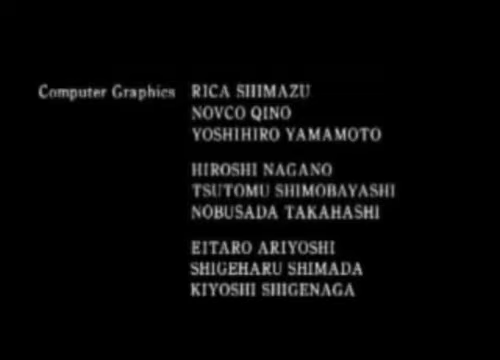 Computer Graphics RICA SHIMAZU
NOVCO QINO
YOSHIHIRO YAMAMOTO
HIROSHI NAGANO
TSUTOMU SHIMOBAYASHI
NOBUSADA TAKAHASHI
EITARO ARIYOSHI
SHIGEHARU SHIMADA
KIYOSHI SHIGENAGA